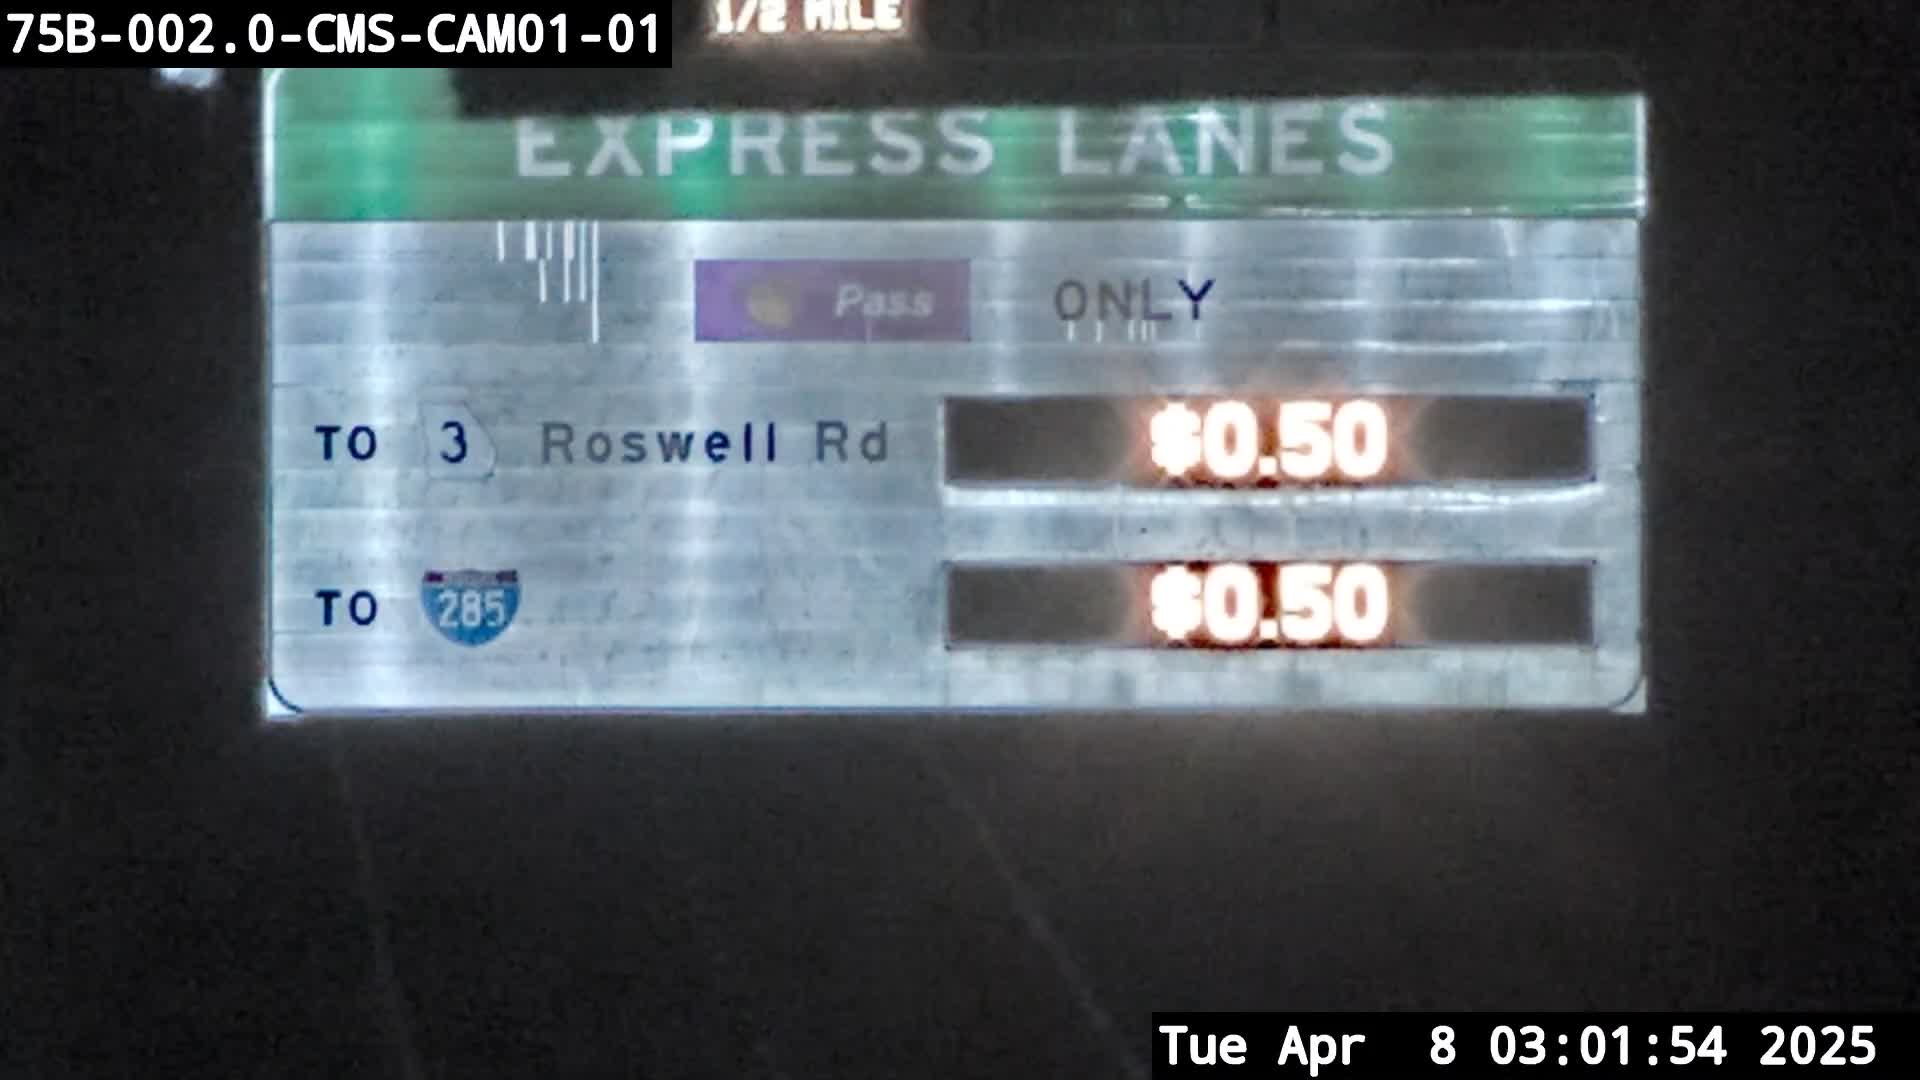 75B-002.0-CMS-CAM01-01
1/2 MILE
EXPRESS LANES
Pass ONLY
TO 3 Roswell Rd $0.50
TO 285 $0.50
Tue Apr 8 03:01:54 2025